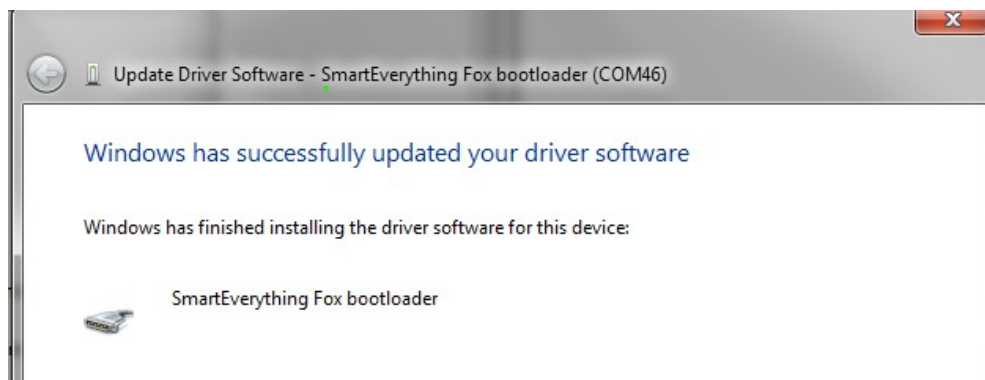 Update Driver Software - SmartEverything Fox bootloader (COM46)
Windows has successfully updated your driver software
Windows has finished installing the driver software for this device:
SmartEverything Fox bootloader